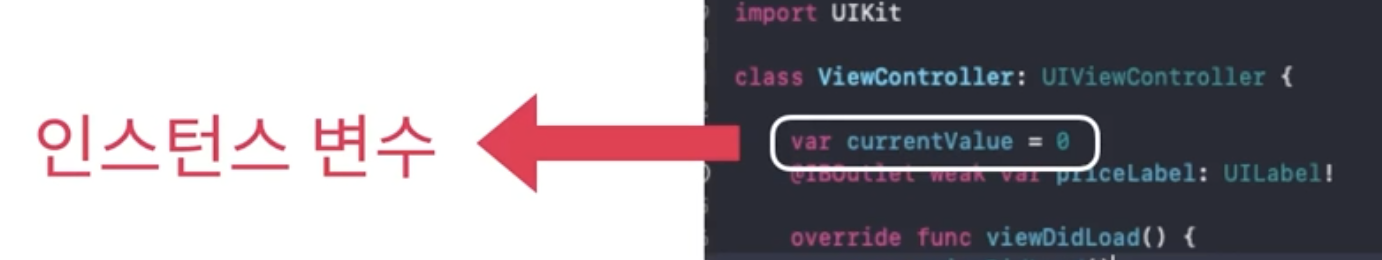 인스턴스 변수
import UIKit
class ViewController: UIViewController {
var currentValue = 0
@IBOutlet weak var priceLabel: UILabel!
override func viewDidLoad() {